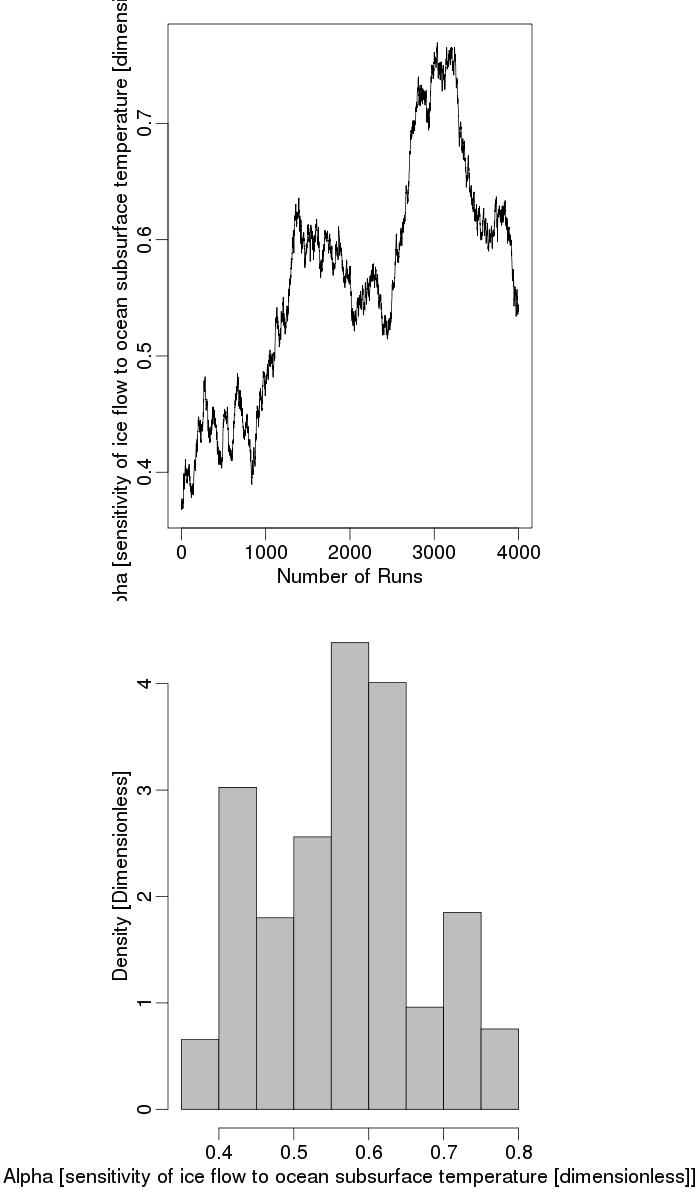 pha [sensitivity of ice flow to ocean subsurface temperature [dimensi
0.7
0.6
0.5
0.4
0 1000 2000 3000 4000
Number of Runs
Density [Dimensionless]
4
3
2
1
0
0.4 0.5 0.6 0.7 0.8
Alpha [sensitivity of ice flow to ocean subsurface temperature [dimensionless]]